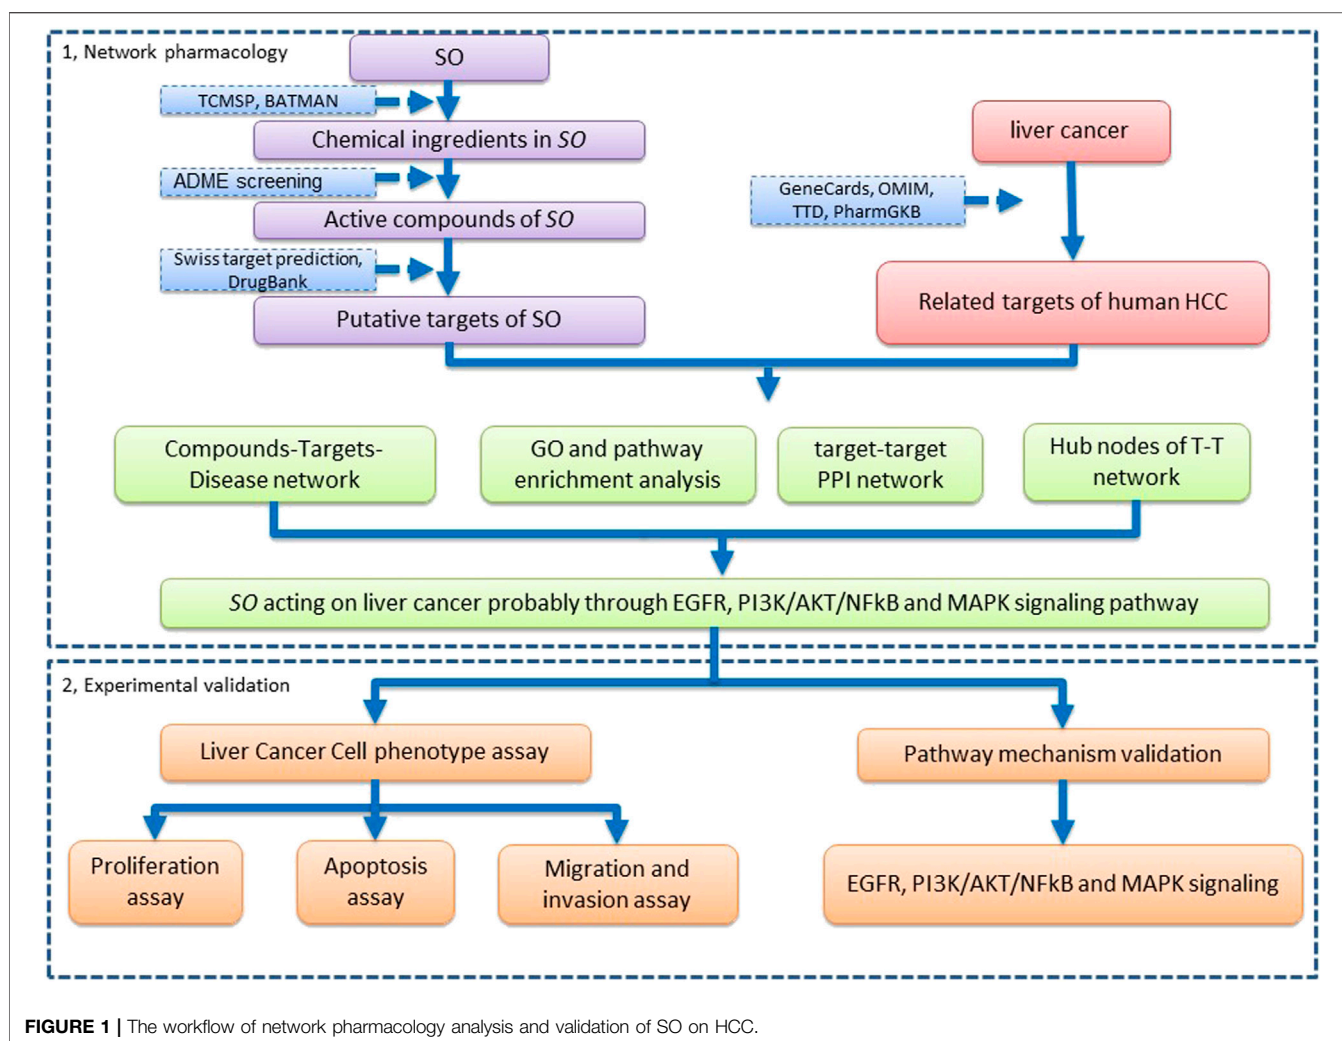 1, Network pharmacology
SO
TCMSP, BATMAN
Chemical ingredients in SO
ADME screening
Active compounds of SO
Swiss target prediction,
DrugBank
Putative targets of SO
liver cancer
GeneCards, OMIM,
TTD, PharmGKB
Related targets of human HCC
Compounds-Targets-
Disease network
GO and pathway
enrichment analysis
target-target
PPI network
Hub nodes of T-T
network
SO acting on liver cancer probably through EGFR, PI3K/AKT/NFkB and MAPK signaling pathway
2, Experimental validation
Liver Cancer Cell phenotype assay
Pathway mechanism validation
Proliferation
assay
Apoptosis
assay
Migration and
invasion assay
EGFR, PI3K/AKT/NFkB and MAPK signaling
FIGURE 1 | The workflow of network pharmacology analysis and validation of SO on HCC.